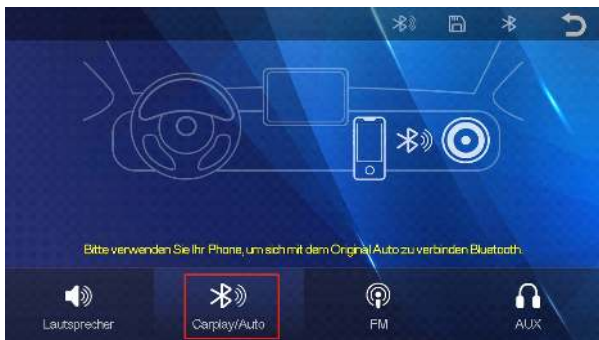 Bitte verwenden Sie Ihr Phone, um sich mit dem Original Auto zu verbinden Bluetooth.
Lautsprecher
Carplay/Auto
FM
AUX